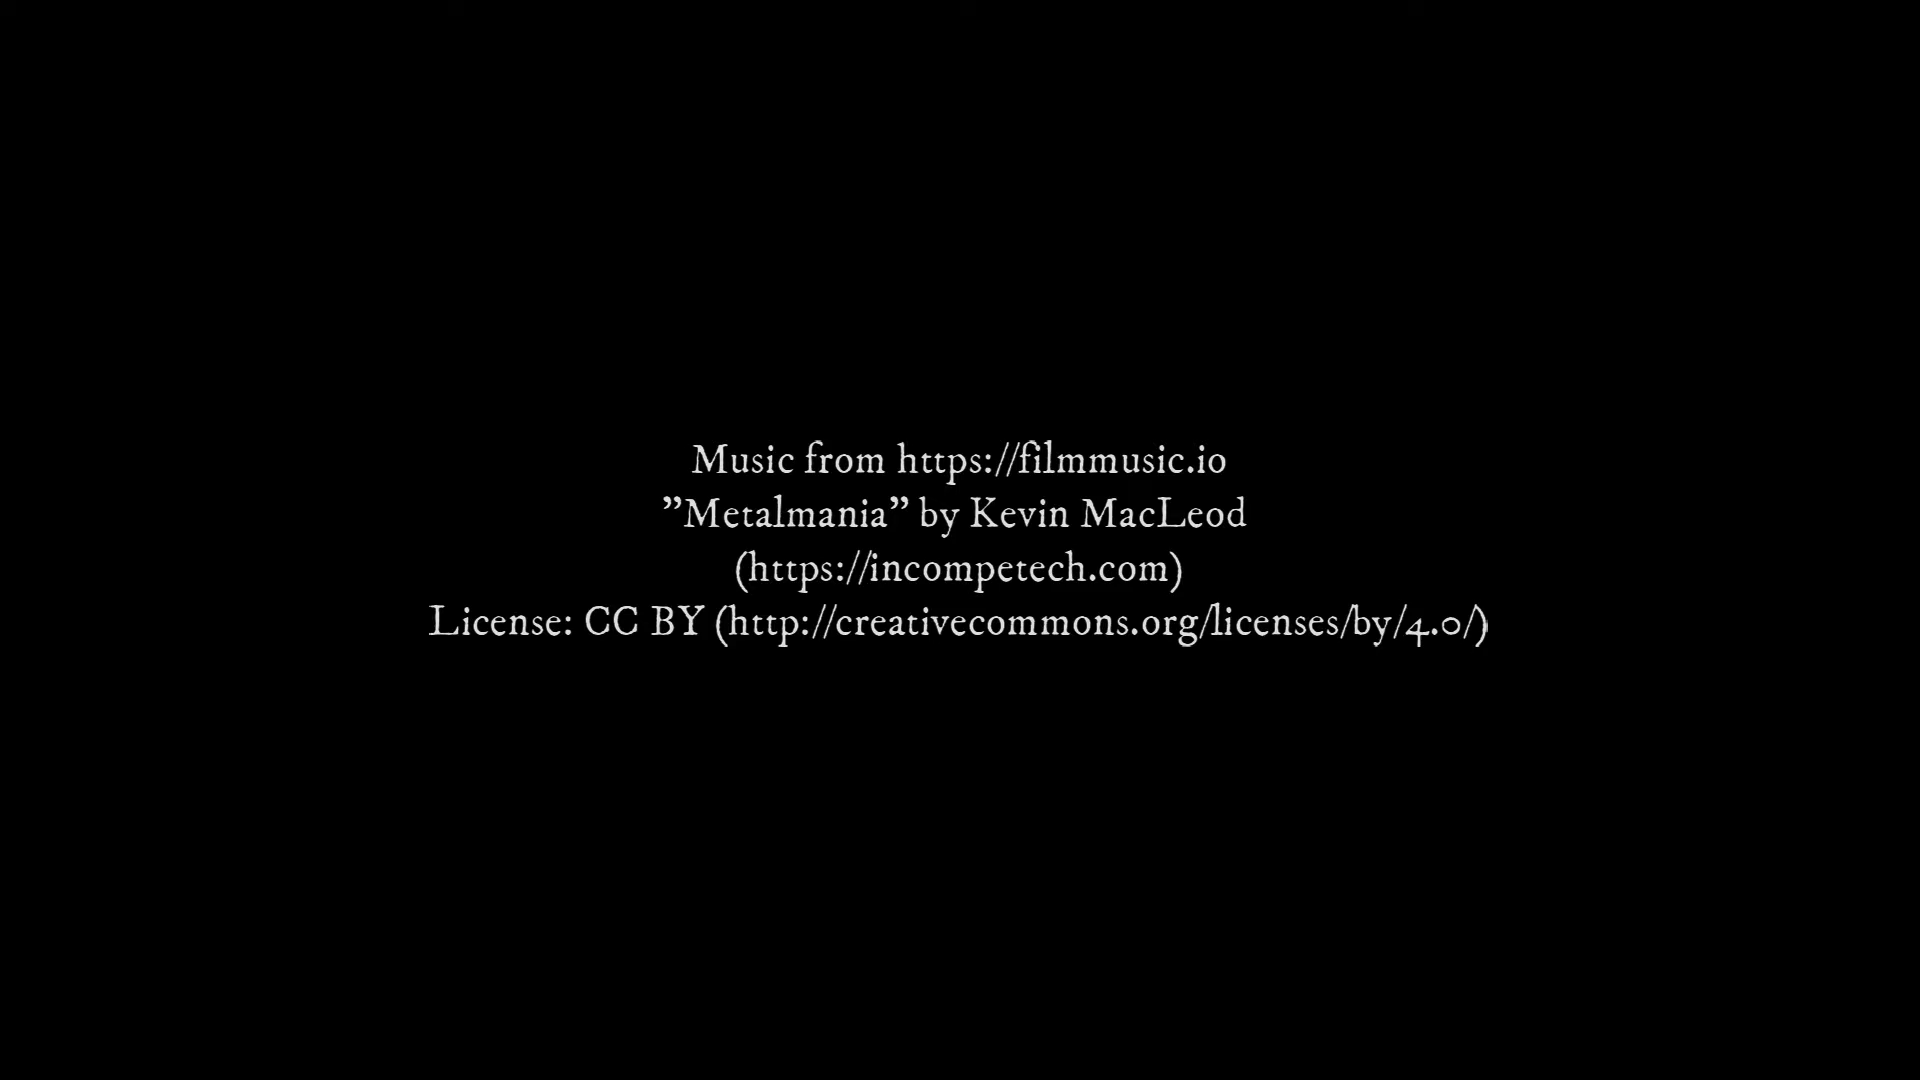 Music from https://filmmusic.io
”Metalmania” by Kevin MacLeod
(https://incompetech.com)
License: CC BY (http://creativecommons.org/licenses/by/4.0/)